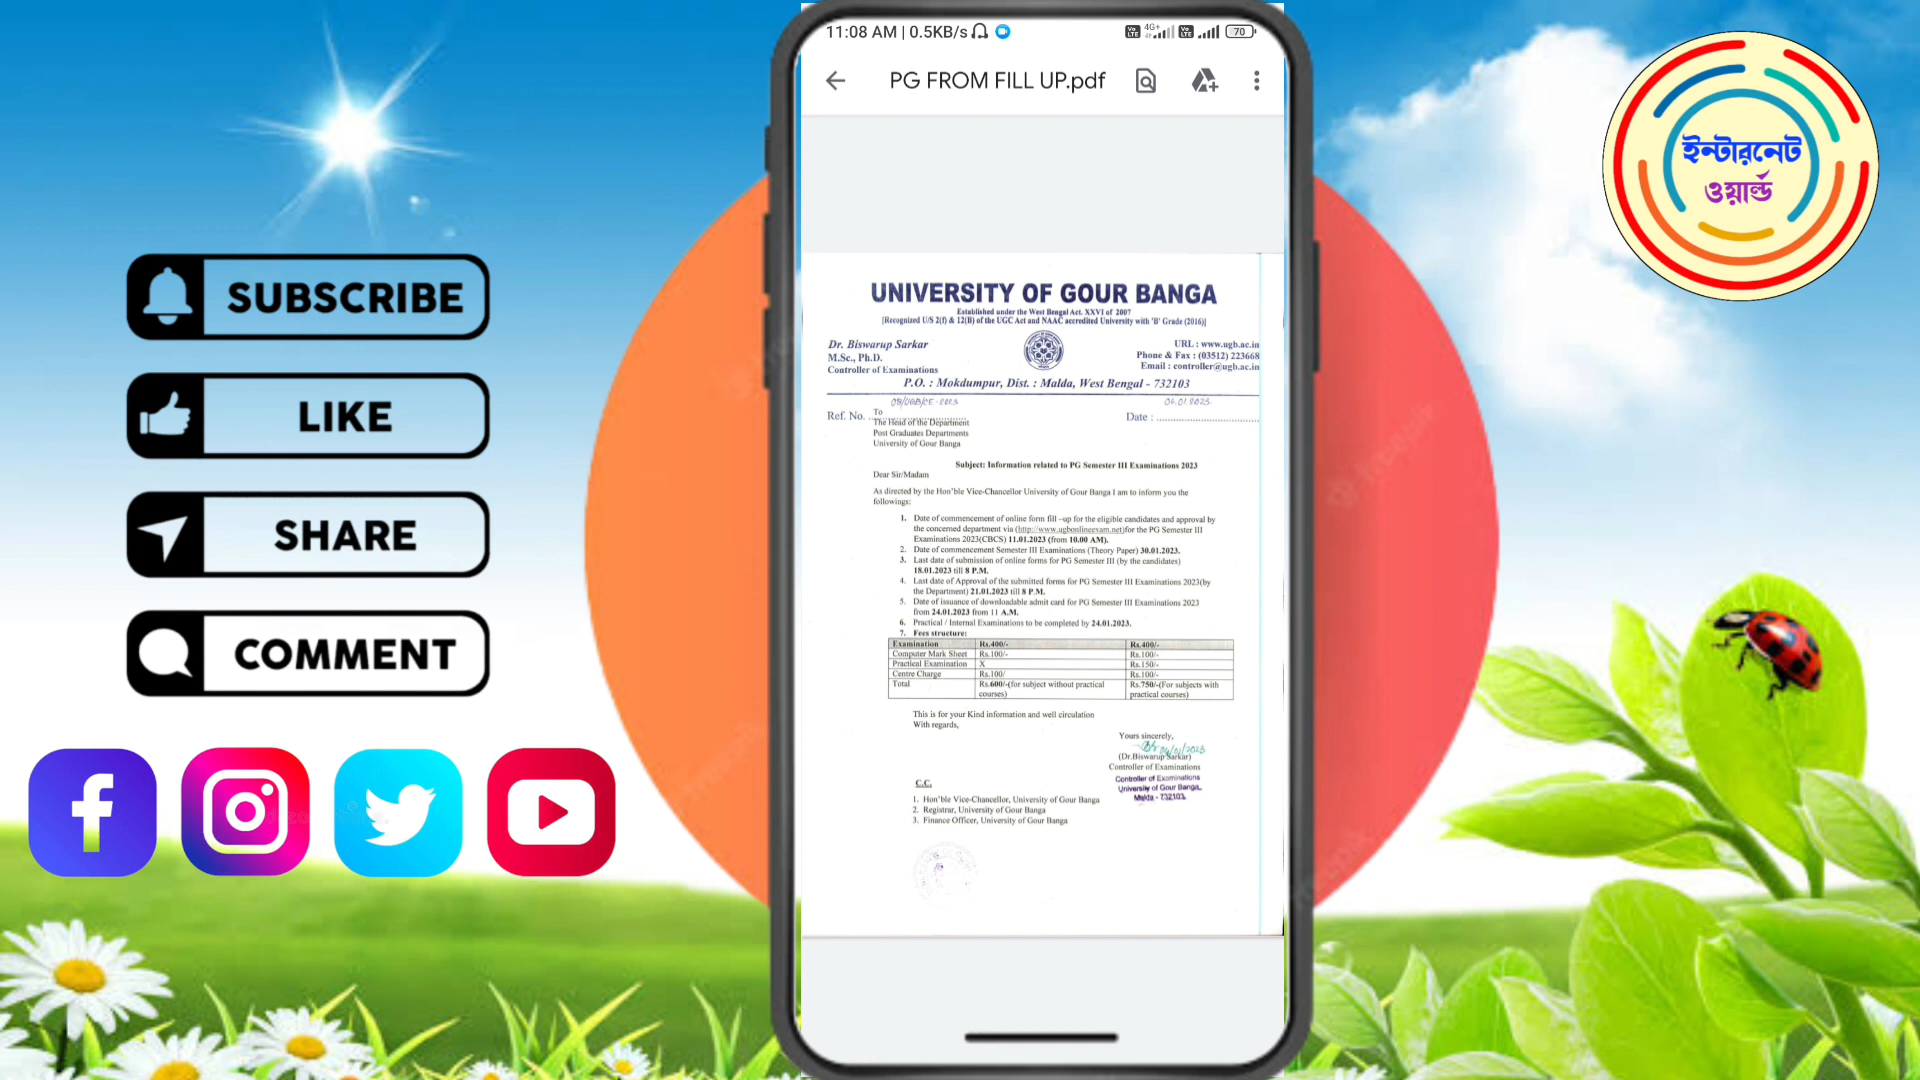 11:08 AM | 0.5KB/s
4G+
70
PG FROM FILL UP.pdf
ইন্টারনেট
ওয়ার্ল্ড
SUBSCRIBE
LIKE
SHARE
COMMENT
UNIVERSITY OF GOUR BANGA
Established under the West Bengal Act. XXVI of 2007
[Recognized U/S 2(f) & 12(B) of the UGC Act and NAAC accredited University with 'B' Grade (2016)]
Dr. Biswarup Sarkar
M.Sc., Ph.D.
Controller of Examinations
URL : www.ugb.ac.in
Phone & Fax : (03512) 223668
Email : controller@ugb.ac.in
P.O. : Mokdumpur, Dist. : Malda, West Bengal - 732103
Ref. No.
Date :
To
The Head of the Department
Post Graduates Departments
University of Gour Banga
Subject: Information related to PG Semester III Examinations 2023
Dear Sir/Madam
As directed by the Hon'ble Vice-Chancellor University of Gour Banga I am to inform you the
followings:
1. Date of commencement of online form fill –up for the eligible candidates and approval by
the concerned department via (http://www.ugbonlineexam.net)for the PG Semester III
Examinations 2023(CBCS) 11.01.2023 (from 10.00 AM).
2. Date of commencement Semester III Examinations (Theory Paper) 30.01.2023.
3. Last date of submission of online forms for PG Semester III (by the candidates)
18.01.2023 till 8 P.M.
4. Last date of Approval of the submitted forms for PG Semester III Examinations 2023(by
the Department) 21.01.2023 till 8 P.M.
5. Date of issuance of downloadable admit card for PG Semester III Examinations 2023
from 24.01.2023 from 11 A.M.
6. Practical / Internal Examinations to be completed by 24.01.2023.
7. Fees structure:
Examination Rs.400/- Rs.400/-
Computer Mark Sheet Rs.100/- Rs.100/-
Practical Examination X Rs.150/-
Centre Charge Rs.100/ Rs.100/-
Total Rs.600/-(for subject without practical Rs.750/-(For subjects with
courses) practical courses)
This is for your Kind information and well circulation
With regards,
Yours sincerely,
(Dr.Biswarup Sarkar)
Controller of Examinations
Controller of Examinations
University of Gour Banga,
Malda - 732103.
C.C.
1. Hon'ble Vice-Chancellor, University of Gour Banga
2. Registrar, University of Gour Banga
3. Finance Officer, University of Gour Banga